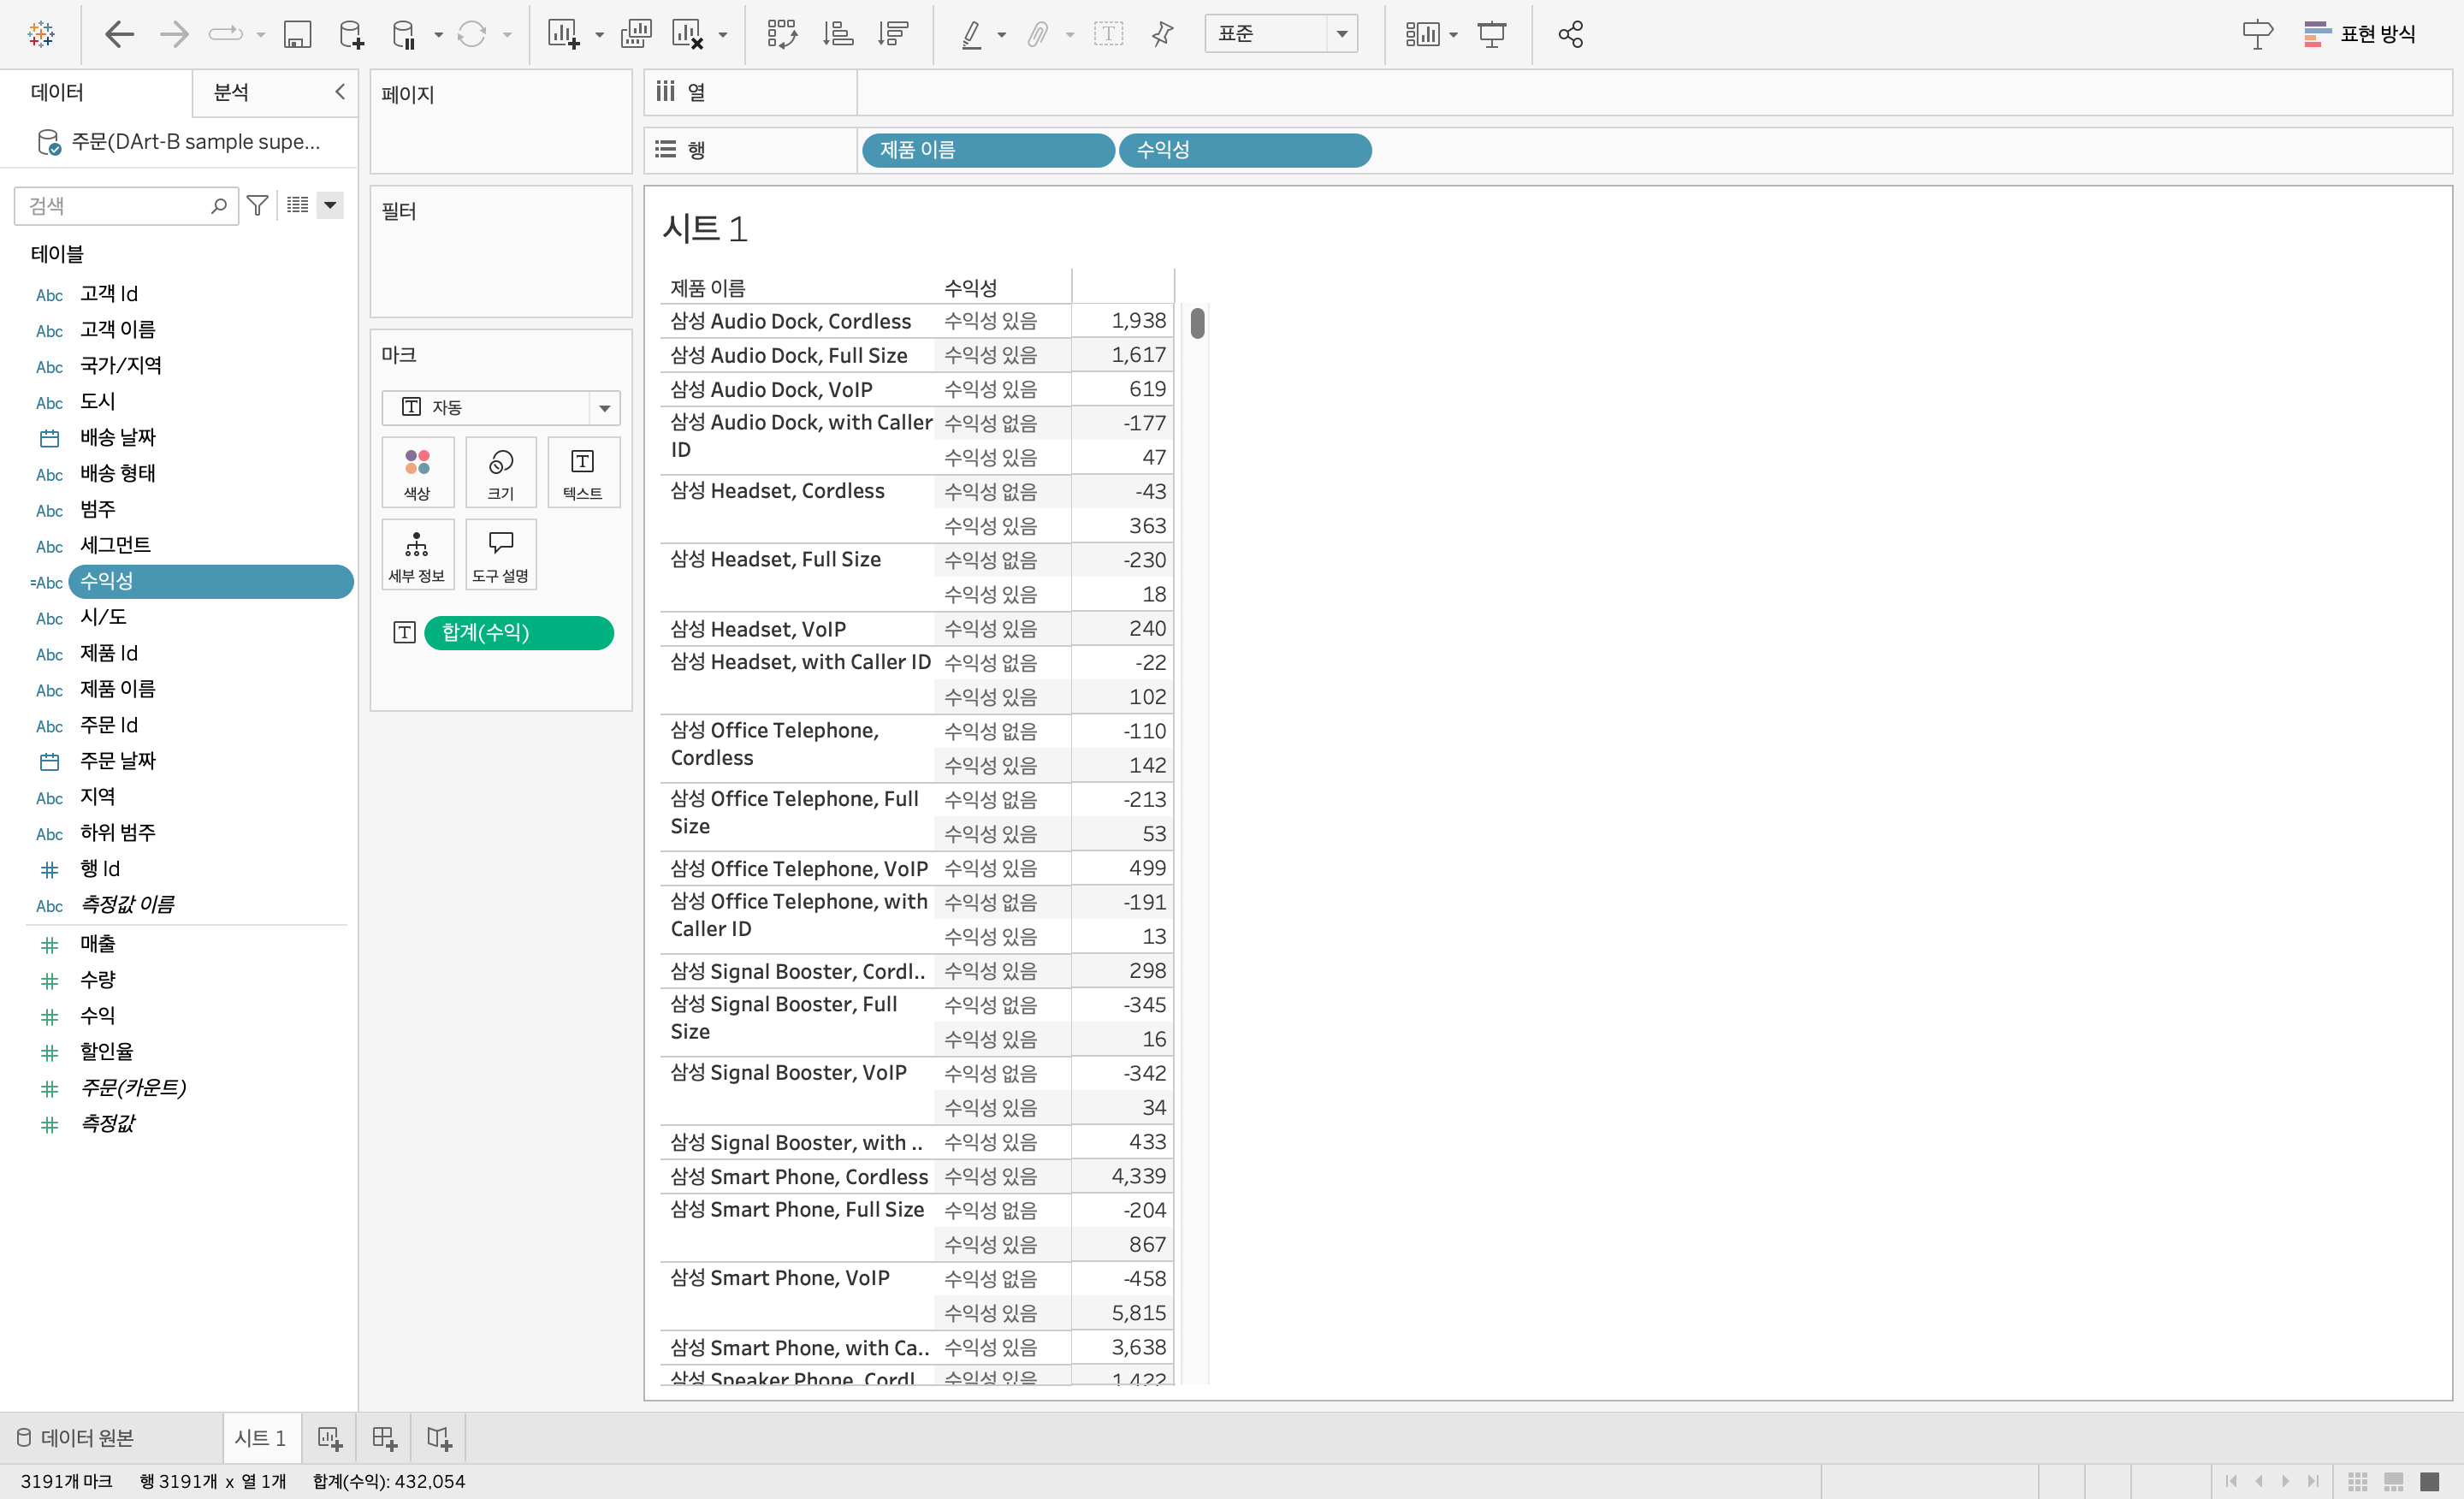 표준
표현 방식
데이터
분석
주문(DArt-B sample supe...
검색
테이블
Abc 고객 Id
Abc 고객 이름
Abc 국가/지역
Abc 도시
배송 날짜
Abc 배송 형태
Abc 범주
Abc 세그먼트
=Abc 수익성
Abc 시/도
Abc 제품 Id
Abc 제품 이름
Abc 주문 Id
주문 날짜
Abc 지역
Abc 하위 범주
# 행 Id
Abc 측정값 이름
# 매출
# 수량
# 수익
# 할인율
# 주문(카운트)
# 측정값
페이지
필터
마크
자동
색상 크기 텍스트
세부 정보 도구 설명
합계(수익)
열
행 제품 이름 수익성
시트 1
제품 이름 수익성
삼성 Audio Dock, Cordless 수익성 있음 1,938
삼성 Audio Dock, Full Size 수익성 있음 1,617
삼성 Audio Dock, VoIP 수익성 있음 619
삼성 Audio Dock, with Caller 수익성 없음 -177
ID 수익성 있음 47
삼성 Headset, Cordless 수익성 없음 -43
수익성 있음 363
삼성 Headset, Full Size 수익성 없음 -230
수익성 있음 18
삼성 Headset, VoIP 수익성 있음 240
삼성 Headset, with Caller ID 수익성 없음 -22
수익성 있음 102
삼성 Office Telephone, 수익성 없음 -110
Cordless 수익성 있음 142
삼성 Office Telephone, Full 수익성 없음 -213
Size 수익성 있음 53
삼성 Office Telephone, VoIP 수익성 있음 499
삼성 Office Telephone, with 수익성 없음 -191
Caller ID 수익성 있음 13
삼성 Signal Booster, Cordl.. 수익성 있음 298
삼성 Signal Booster, Full 수익성 없음 -345
Size 수익성 있음 16
삼성 Signal Booster, VoIP 수익성 없음 -342
수익성 있음 34
삼성 Signal Booster, with .. 수익성 있음 433
삼성 Smart Phone, Cordless 수익성 있음 4,339
삼성 Smart Phone, Full Size 수익성 없음 -204
수익성 있음 867
삼성 Smart Phone, VoIP 수익성 없음 -458
수익성 있음 5,815
삼성 Smart Phone, with Ca.. 수익성 있음 3,638
삼성 Speaker Phone, Cordl 수익성 있음 1,422
데이터 원본
시트 1
3191개 마크 행 3191개 x 열 1개 합계(수익): 432,054